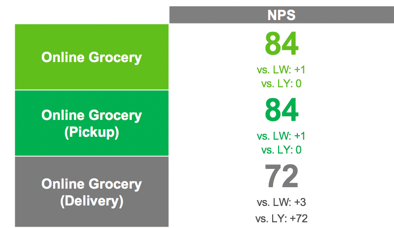 NPS
Online Grocery
84
vs. LW: +1
vs. LY: 0
Online Grocery
(Pickup)
84
vs. LW: +1
vs. LY: 0
Online Grocery
(Delivery)
72
vs. LW: +3
vs. LY: +72